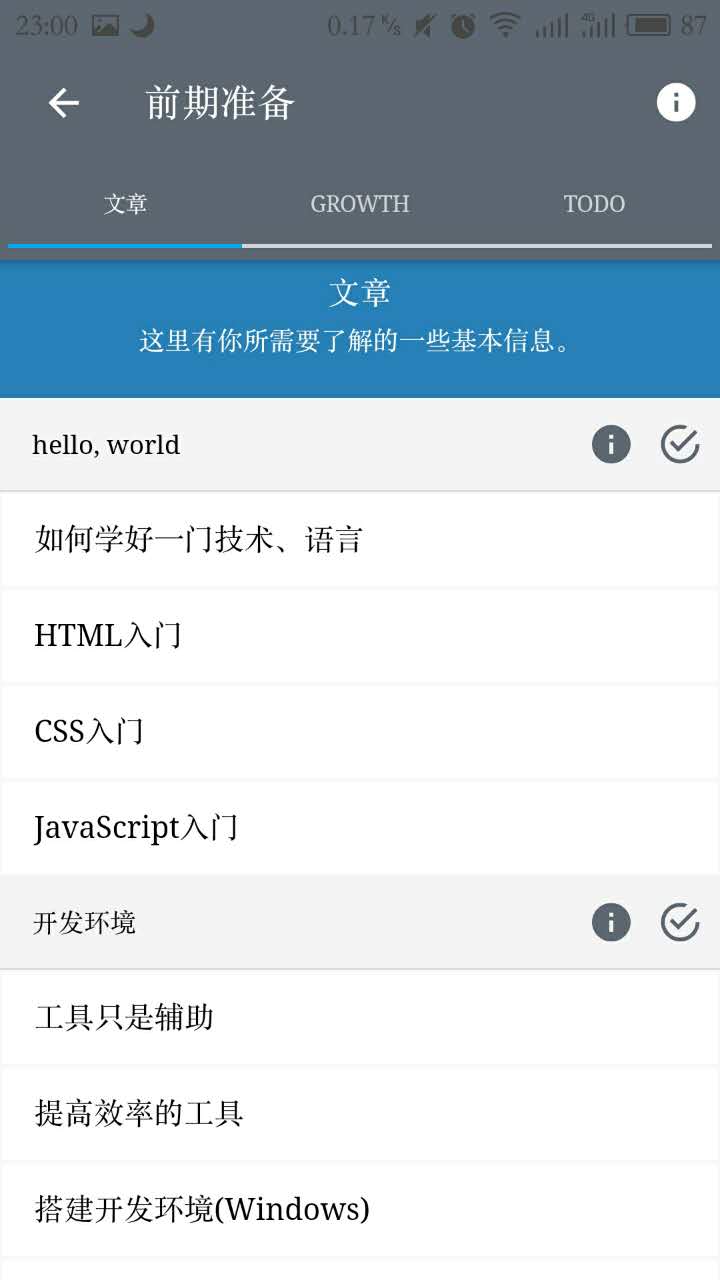 23:00
0.17 K/s
4G
87
前期准备
文章 GROWTH TODO
文章
这里有你所需要了解的一些基本信息。
hello, world
如何学好一门技术、语言
HTML入门
CSS入门
JavaScript入门
开发环境
工具只是辅助
提高效率的工具
搭建开发环境(Windows)